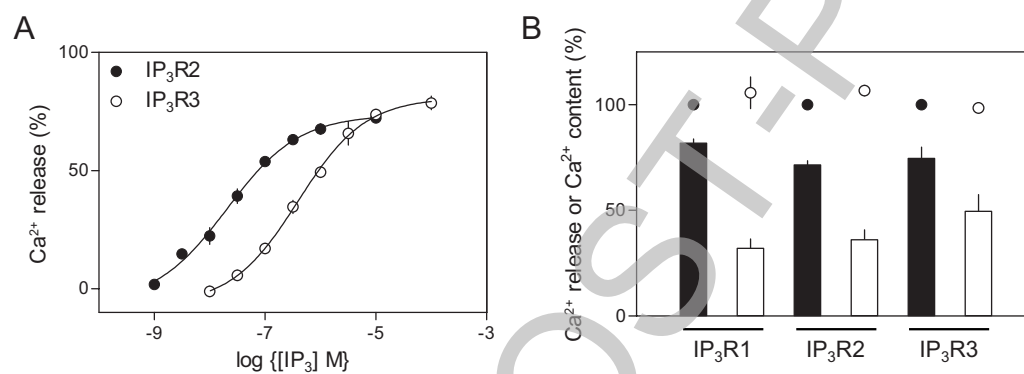 A
100
50
0
Ca²⁺ release (%)
IP₃R2
IP₃R3
-9
-7
-5
-3
log {[IP₃] M}
B
100
50
0
Ca²⁺ release or Ca²⁺ content (%)
IP₃R1
IP₃R2
IP₃R3
OST-P